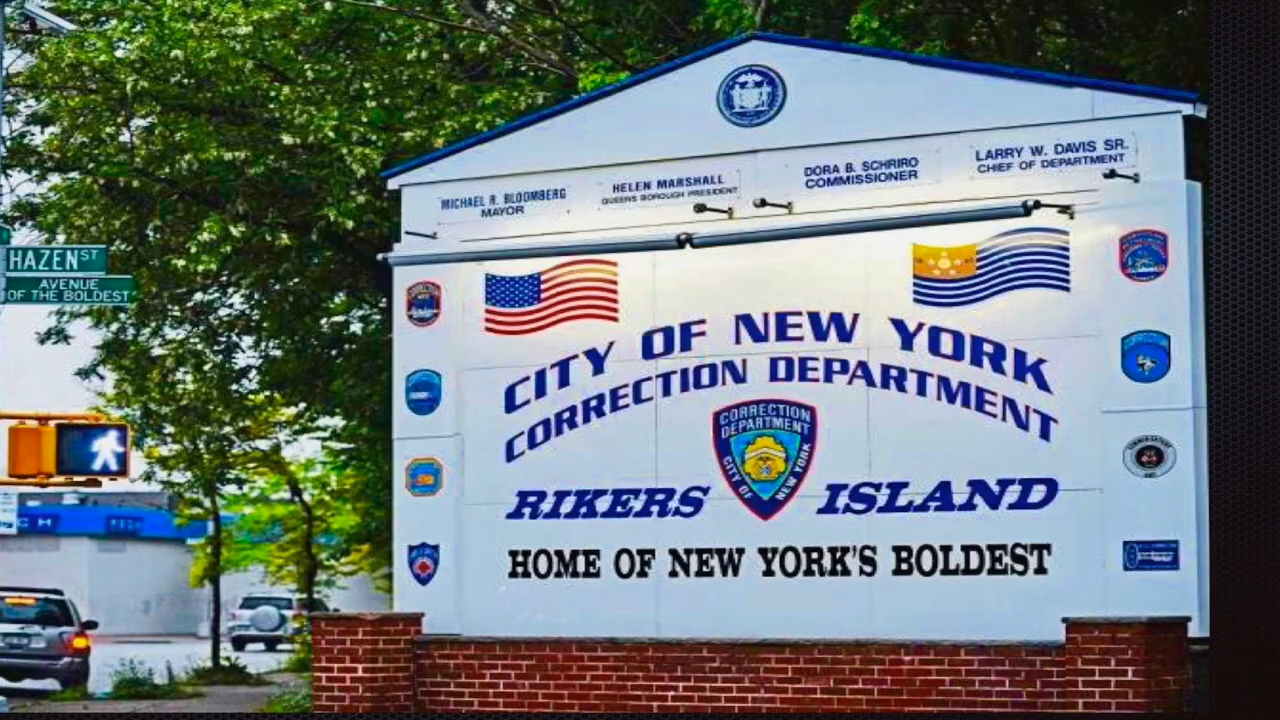 MICHAEL R. BLOOMBERG
MAYOR
HELEN MARSHALL
QUEENS BOROUGH PRESIDENT
DORA B. SCHRIRO
COMMISSIONER
LARRY W. DAVIS SR.
CHIEF OF DEPARTMENT
HAZEN ST
AVENUE
OF THE BOLDEST
CITY OF NEW YORK
CORRECTION DEPARTMENT
CORRECTION
DEPARTMENT
CITY OF
NEW YORK
RIKERS ISLAND
HOME OF NEW YORK'S BOLDEST